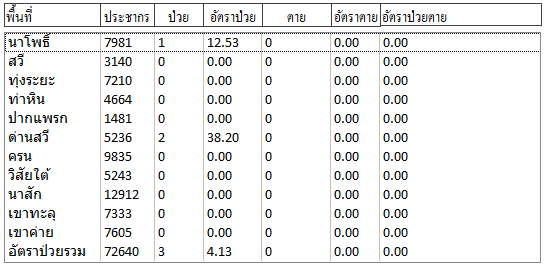 พื้นที่ ประชากร ป่วย อัตราป่วย ตาย อัตราตาย อัตราป่วยตาย
นาโพธิ์ 7981 1 12.53 0 0.00 0.00
สวี 3140 0 0.00 0 0.00 0.00
ทุ่งระยะ 7210 0 0.00 0 0.00 0.00
ท่าหิน 4664 0 0.00 0 0.00 0.00
ปากแพรก 1481 0 0.00 0 0.00 0.00
ด่านสวี 5236 2 38.20 0 0.00 0.00
ครน 9835 0 0.00 0 0.00 0.00
วิสัยใต้ 5243 0 0.00 0 0.00 0.00
นาสัก 12912 0 0.00 0 0.00 0.00
เขาทะลุ 7333 0 0.00 0 0.00 0.00
เขาค่าย 7605 0 0.00 0 0.00 0.00
อัตราป่วยรวม 72640 3 4.13 0 0.00 0.00